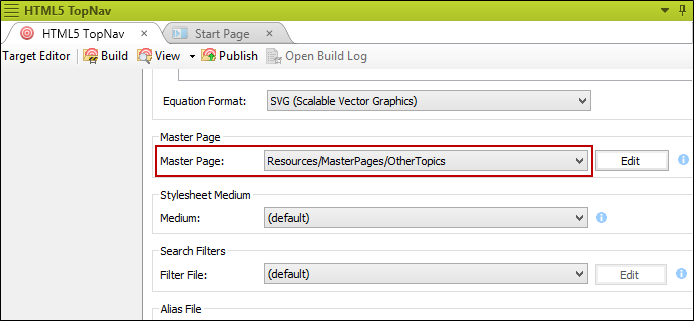 HTML5 TopNav
HTML5 TopNav Start Page
Target Editor Build View Publish Open Build Log
Equation Format: SVG (Scalable Vector Graphics)
Master Page
Master Page: Resources/MasterPages/OtherTopics Edit
Stylesheet Medium
Medium: (default)
Search Filters
Filter File: (default) Edit
Alias File